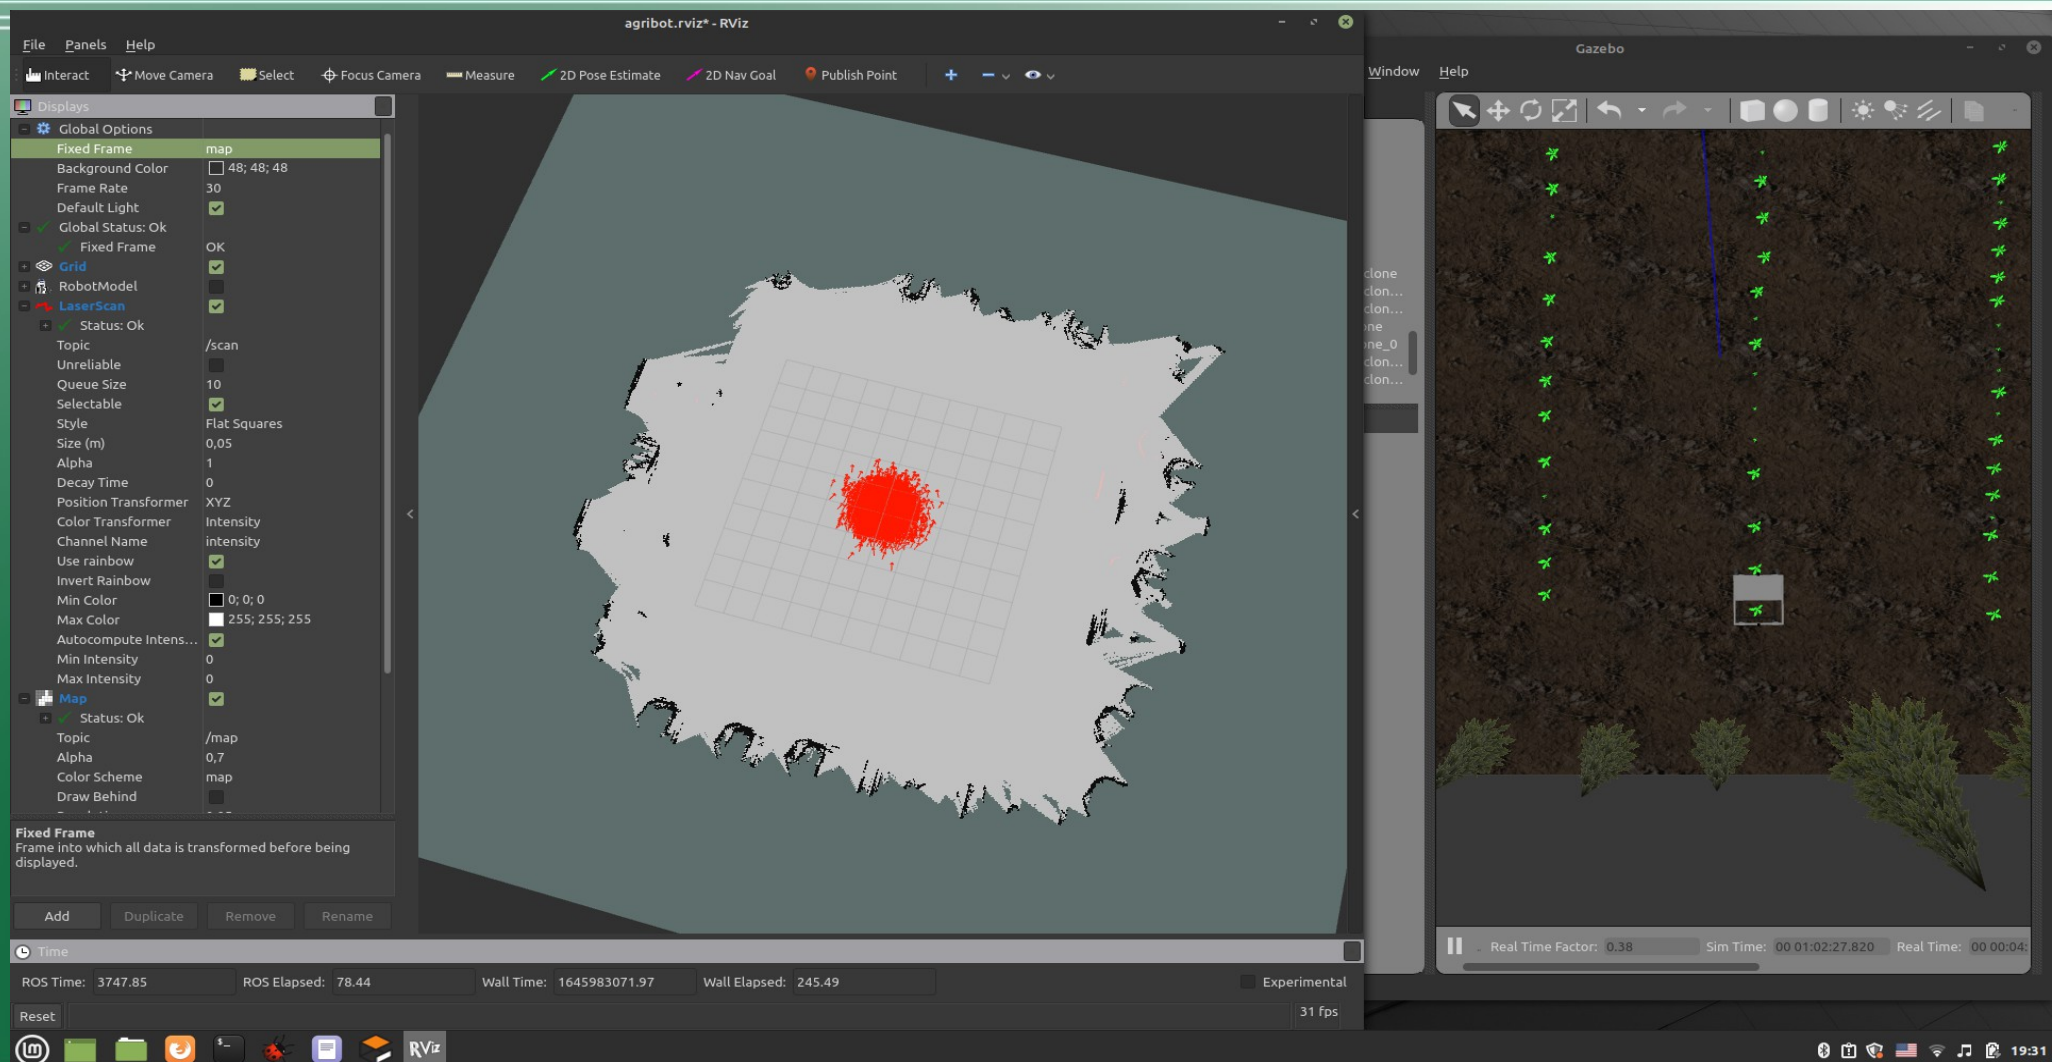 agribot.rviz* - RViz
File Panels Help
Interact Move Camera Select Focus Camera Measure 2D Pose Estimate 2D Nav Goal Publish Point
Displays
Global Options
Fixed Frame map
Background Color 48; 48; 48
Frame Rate 30
Default Light
Global Status: Ok
Fixed Frame OK
Grid
RobotModel
LaserScan
Status: Ok
Topic /scan
Unreliable
Queue Size 10
Selectable
Style Flat Squares
Size (m) 0,05
Alpha 1
Decay Time 0
Position Transformer XYZ
Color Transformer Intensity
Channel Name intensity
Use rainbow
Invert Rainbow
Min Color 0; 0; 0
Max Color 255; 255; 255
Autocompute Intens...
Min Intensity 0
Max Intensity 0
Map
Status: Ok
Topic /map
Alpha 0,7
Color Scheme map
Draw Behind
Fixed Frame
Frame into which all data is transformed before being
displayed.
Add Duplicate Remove Rename
Time
ROS Time: 3747.85 ROS Elapsed: 78.44 Wall Time: 1645983071.97 Wall Elapsed: 245.49 Experimental
Reset 31 fps
Gazebo
Window Help
clone
clon...
clon...
one
one_0
clon...
clon...
Real Time Factor: 0.38 Sim Time: 00 01:02:27.820 Real Time: 00 00:04:
RViz
19:31